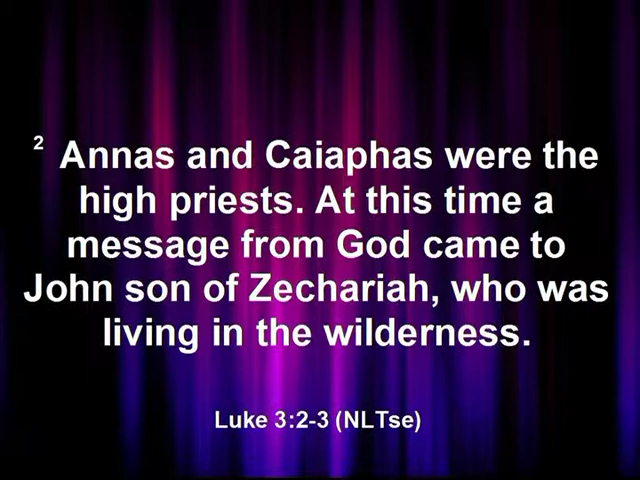 2 Annas and Caiaphas were the
high priests. At this time a
message from God came to
John son of Zechariah, who was
living in the wilderness.
Luke 3:2-3 (NLTse)